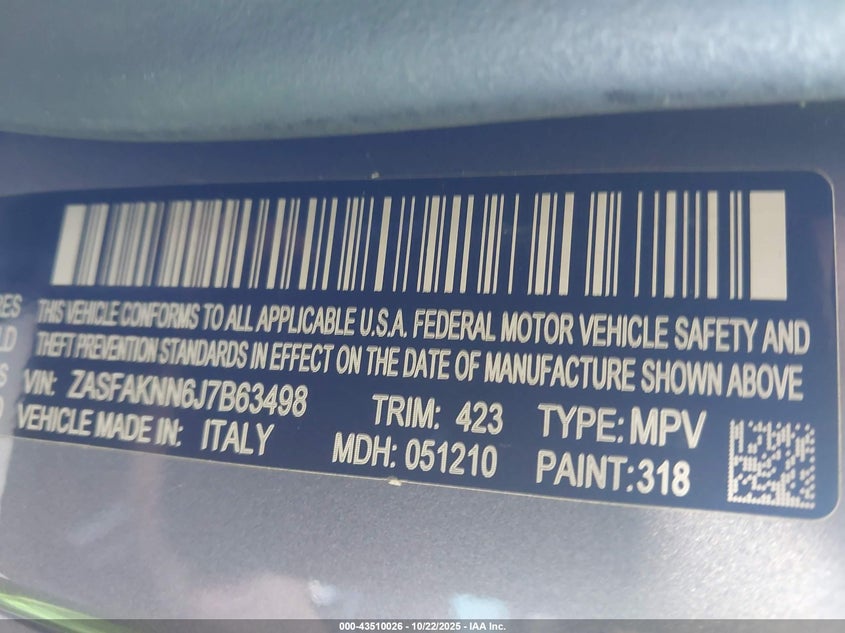 RES
LD
S
THIS VEHICLE CONFORMS TO ALL APPLICABLE U.S.A. FEDERAL MOTOR VEHICLE SAFETY AND
THEFT PREVENTION STANDARDS IN EFFECT ON THE DATE OF MANUFACTURE SHOWN ABOVE
VIN: ZASFAKNN6J7B63498 TRIM: 423 TYPE: MPV
VEHICLE MADE IN: ITALY MDH: 051210 PAINT:318
000-43510026 - 10/22/2025 - IAA Inc.